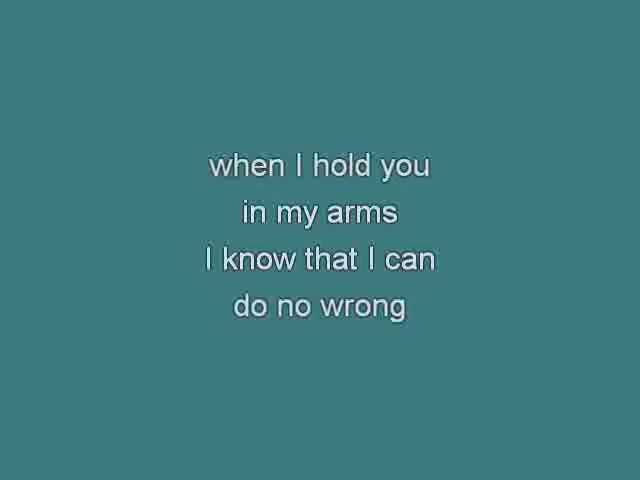 when I hold you
in my arms
I know that I can
do no wrong